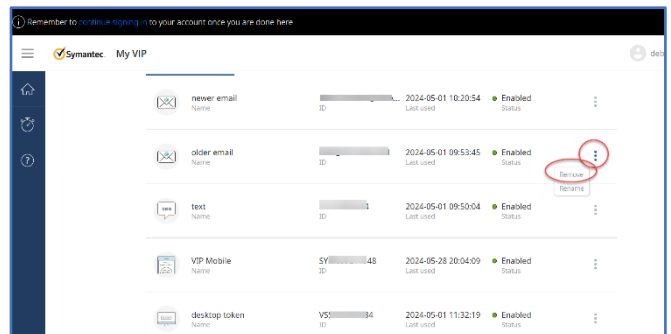 Remember to continue signing in to your account once you are done here
Symantec. My VIP
deb
newer email ... 2024-05-01 10:20:54 Enabled
Name ID Last used Status
older email 2024-05-01 09:53:45 Enabled
Name ID Last used Status
Remove
Rename
text 1 2024-05-01 09:50:04 Enabled
Name ID Last used Status
VIP Mobile SY 48 2024-05-28 20:04:09 Enabled
Name ID Last used Status
desktop token VS 4 2024-05-01 11:32:19 Enabled
Name ID Last used Status